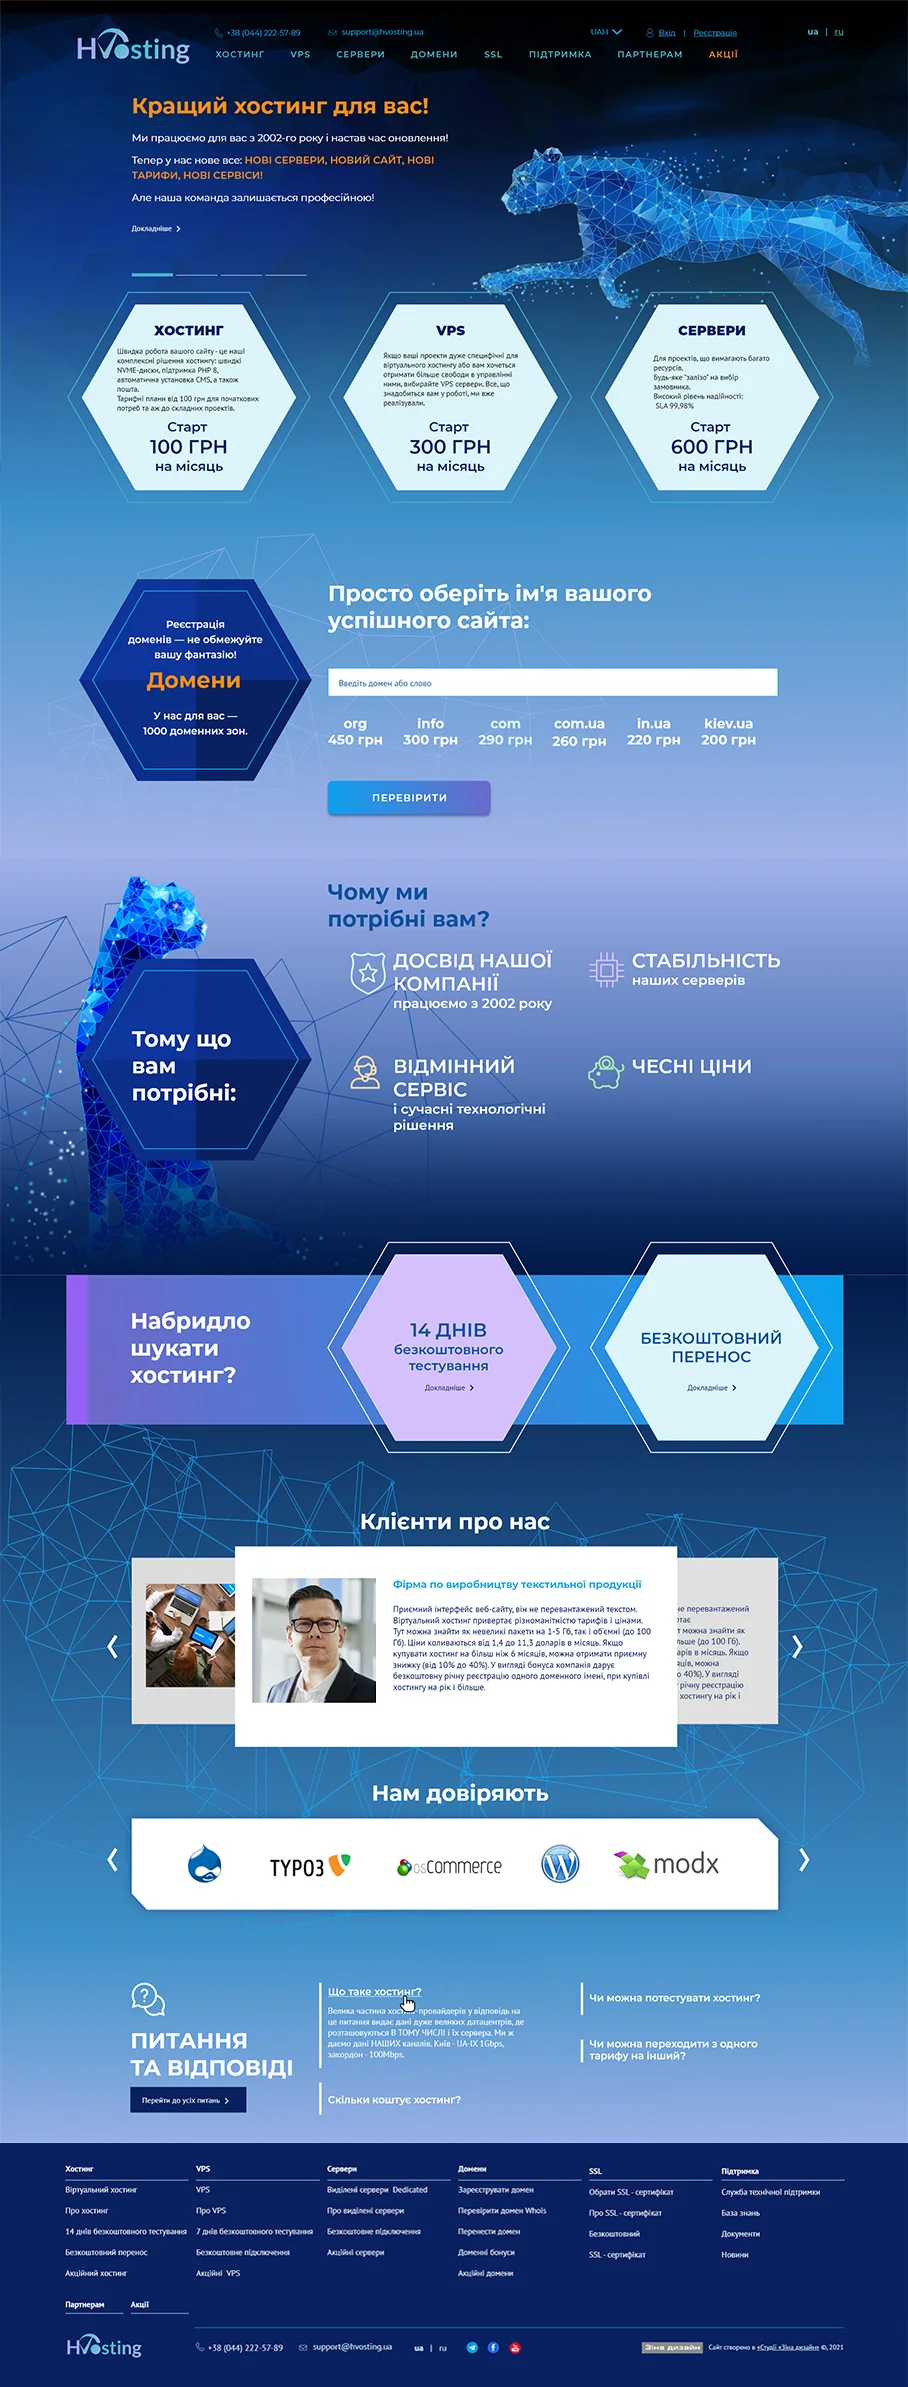 HVosting
+38 (044) 222-57-89
support@hvosting.ua
UAH
Вхід | Реєстрація
ua | ru
ХОСТИНГ VPS СЕРВЕРИ ДОМЕНИ SSL ПІДТРИМКА ПАРТНЕРАМ АКЦІЇ
Кращий хостинг для вас!
Ми працюємо для вас з 2002-го року і настав час оновлення!
Тепер у нас нове все: НОВІ СЕРВЕРИ, НОВИЙ САЙТ, НОВІ
ТАРИФИ, НОВІ СЕРВІСИ!
Але наша команда залишається професійною!
Докладніше
ХОСТИНГ
Швидка робота вашого сайту - це наші
комплексні рішення хостингу: швидкі
NVME-диски, підтримка PHP 8,
автоматична установка CMS, а також
пошта.
Тарифні плани від 100 грн для початкових
потреб та аж до складних проектів.
Старт
100 ГРН
на місяць
VPS
Якщо ваші проекти дуже специфічні для
віртуального хостингу або вам хочеться
отримати більше свободи в управлінні
ними, вибирайте VPS сервери. Все, що
знадобиться вам у роботі, ми вже
реалізували.
Старт
300 ГРН
на місяць
СЕРВЕРИ
Для проектів, що вимагають багато
ресурсів.
Будь-яке "залізо" на вибір
замовника.
Високий рівень надійності:
SLA 99,98%
Старт
600 ГРН
на місяць
Реєстрація
доменів — не обмежуйте
вашу фантазію!
Домени
У нас для вас —
1000 доменних зон.
Просто оберіть ім'я вашого
успішного сайта:
Введіть домен або слово
org info com com.ua in.ua kiev.ua
450 грн 300 грн 290 грн 260 грн 220 грн 200 грн
ПЕРЕВІРИТИ
Чому ми
потрібні вам?
Тому що
вам
потрібні:
ДОСВІД НАШОЇ
КОМПАНІЇ
працюємо з 2002 року
СТАБІЛЬНІСТЬ
наших серверів
ВІДМІННИЙ
СЕРВІС
і сучасні технологічні
рішення
ЧЕСНІ ЦІНИ
Набридло
шукати
хостинг?
14 ДНІВ
безкоштовного
тестування
Докладніше
БЕЗКОШТОВНИЙ
ПЕРЕНОС
Докладніше
Клієнти про нас
Фірма по виробництву текстильної продукції
Приємний інтерфейс веб-сайту, він не перевантажений текстом.
Віртуальний хостинг привертає різноманітністю тарифів і цінами.
Тут можна знайти як невеликі пакети на 1-5 Гб, так і об'ємні (до 100
Гб). Ціни коливаються від 1,4 до 11,3 доларів в місяць. Якщо
купувати хостинг на більш ніж 6 місяців, можна отримати приємну
знижку (від 10% до 40%). У вигляді бонуса компанія дарує
безкоштовну річну реєстрацію одного доменного імені, при купівлі
хостингу на рік і більше.
не перевантажений
можна знайти як
(до 100 Гб).
в місяць. Якщо
можна
40%). У вигляді
річну реєстрацію
хостингу на рік і
Нам довіряють
TYPO3
osCommerce
modx
ПИТАННЯ
ТА ВІДПОВІДІ
Перейти до усіх питань
Що таке хостинг?
Велика частина хостинг-провайдерів у відповідь на
це питання видає дані дуже великих датацентрів, де
розташовуються В ТОМУ ЧИСЛІ і їх сервера. Ми ж
даємо дані НАШИХ каналів. Київ - UA-IX 1Gbps,
закордон - 100Mbps.
Скільки коштує хостинг?
Чи можна потестувати хостинг?
Чи можна переходити з одного
тарифу на інший?
Хостинг
Віртуальний хостинг
Про хостинг
14 днів безкоштовного тестування
Безкоштовний перенос
Акційний хостинг
VPS
VPS
Про VPS
7 днів безкоштовного тестування
Безкоштовне підключення
Акційні VPS
Сервери
Виділені сервери Dedicated
Про виділені сервери
Безкоштовне підключення
Акційні сервери
Домени
Зареєструвати домен
Перевірити домен Whois
Перенести домен
Доменні бонуси
Акційні домени
SSL
Обрати SSL - сертифікат
Про SSL - сертифікат
Безкоштовний
SSL - сертифікат
Підтримка
Служба технічної підтримки
База знань
Документи
Новини
Партнерам
Акції
HVosting
+38 (044) 222-57-89
support@hvosting.ua
ua | ru
Зіна дизайн
Сайт створено в «Студії «Зіна дизайн» ©, 2021